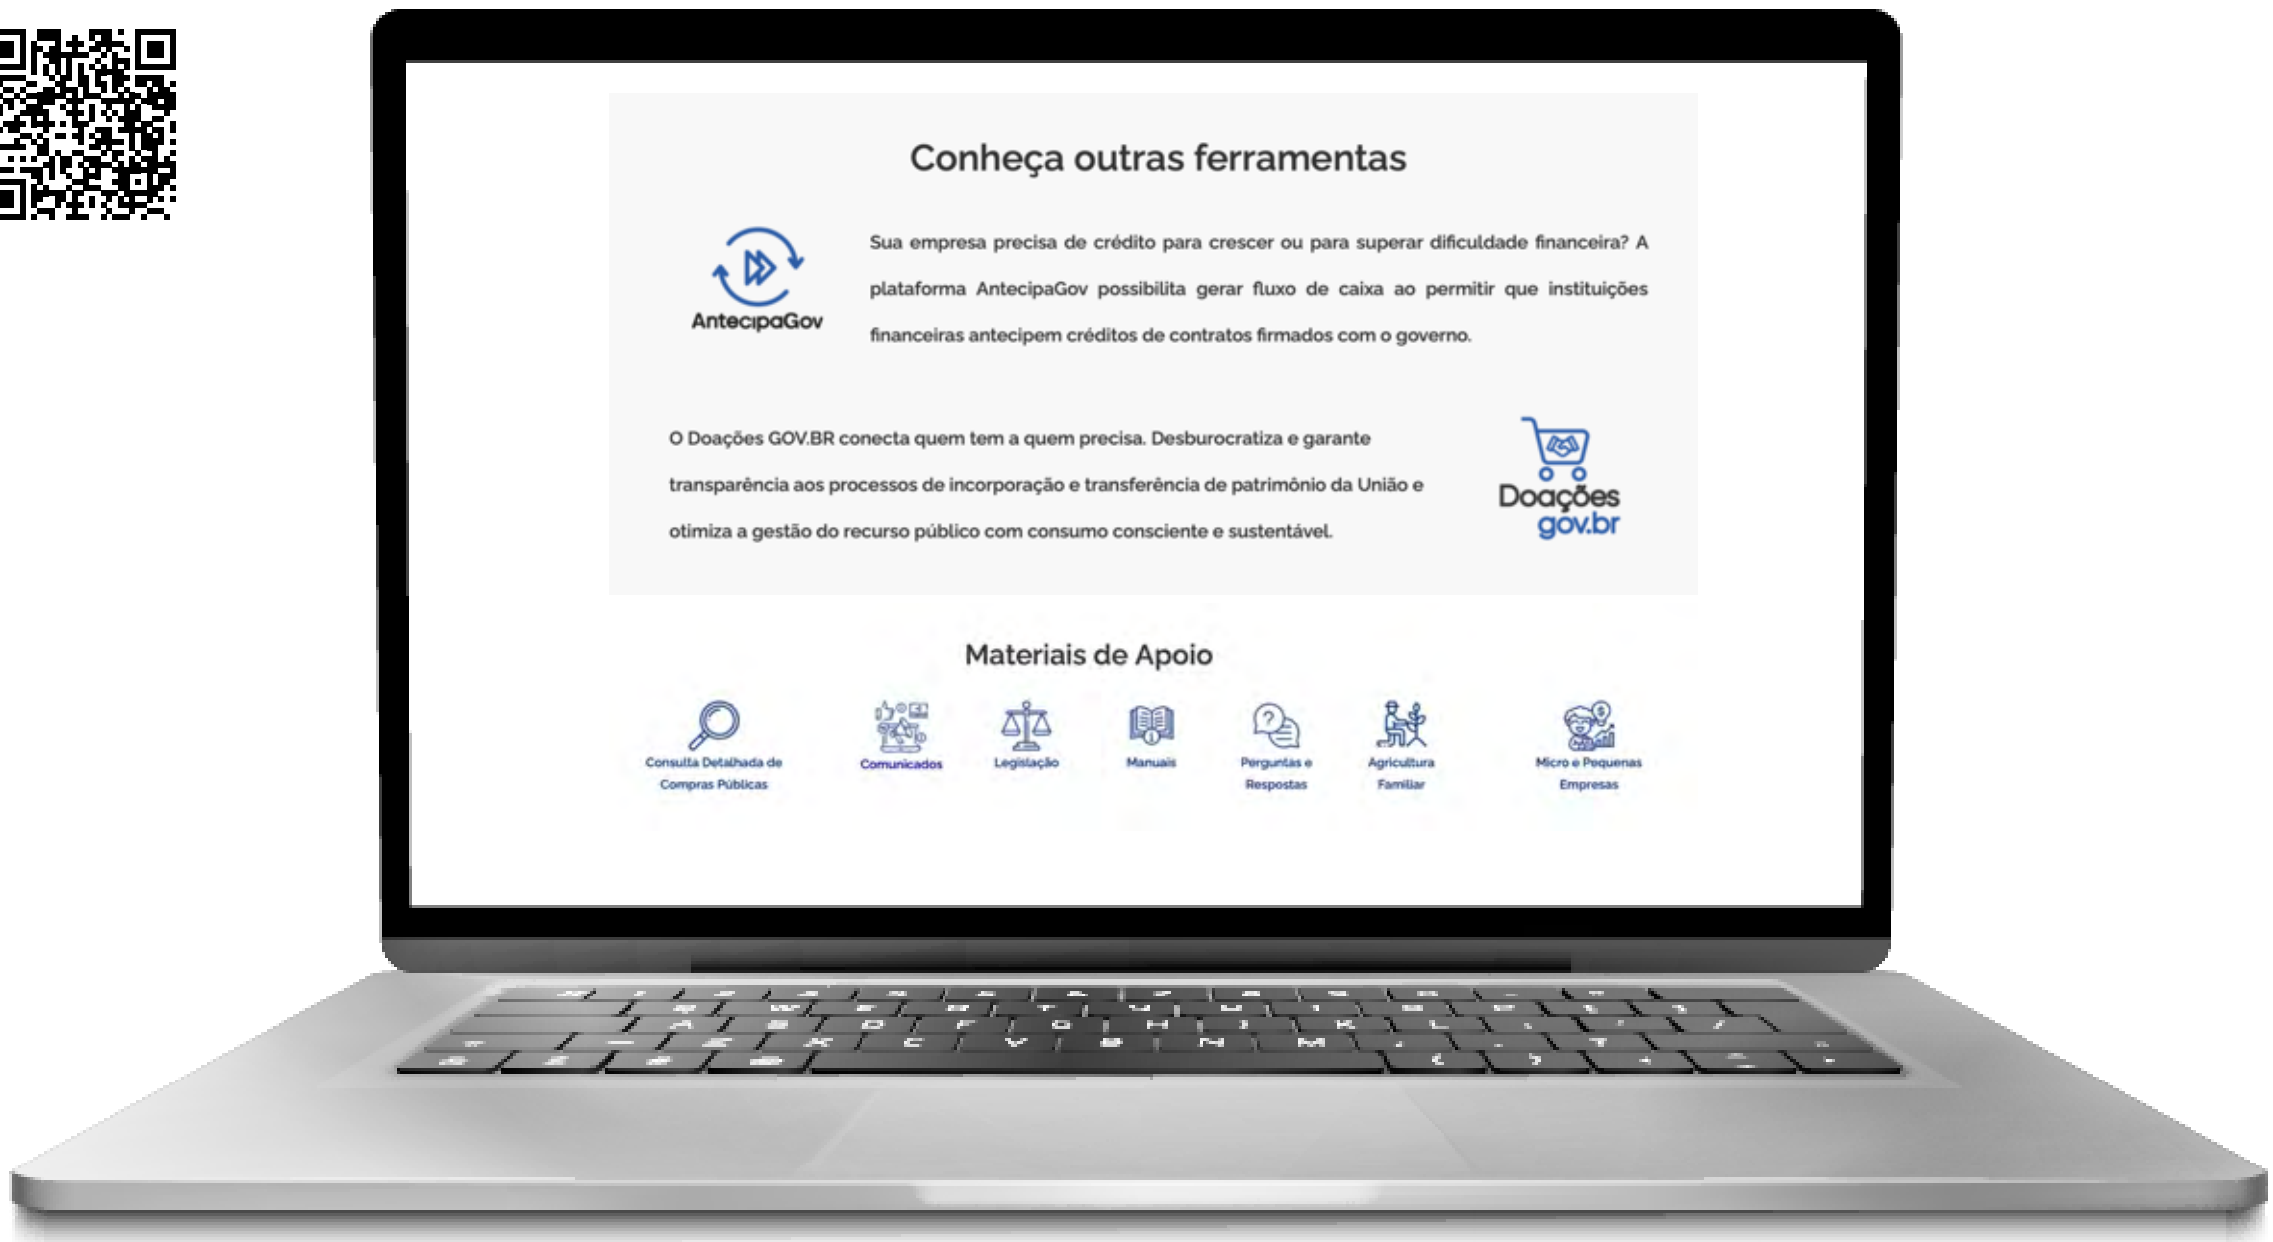 Conheça outras ferramentas
Sua empresa precisa de crédito para crescer ou para superar dificuldade financeira? A
plataforma AntecipaGov possibilita gerar fluxo de caixa ao permitir que instituições
financeiras antecipem créditos de contratos firmados com o governo.
AntecipaGov
O Doações GOV.BR conecta quem tem a quem precisa. Desburocratiza e garante
transparência aos processos de incorporação e transferência de patrimônio da União e
otimiza a gestão do recurso público com consumo consciente e sustentável.
Doações
gov.br
Materiais de Apoio
Consulta Detalhada de
Compras Públicas
Comunicados
Legislação
Manuais
Perguntas e
Respostas
Agricultura
Familiar
Micro e Pequenas
Empresas